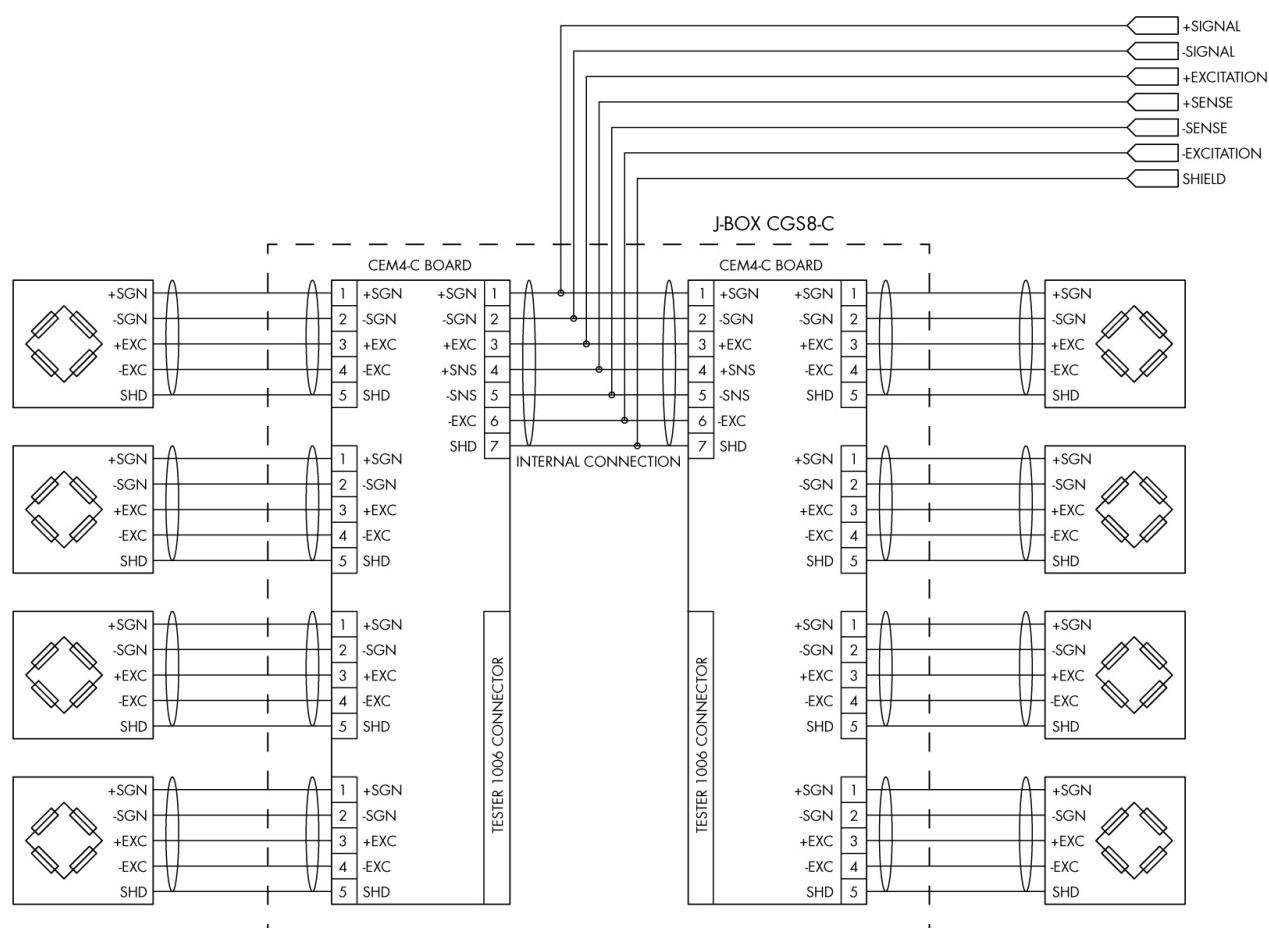 +SIGNAL
-SIGNAL
+EXCITATION
+SENSE
-SENSE
-EXCITATION
SHIELD
J-BOX CGS8-C
CEM4-C BOARD CEM4-C BOARD
+SGN 1 +SGN +SGN 1 1 +SGN +SGN 1 +SGN
-SGN 2 -SGN -SGN 2 2 -SGN -SGN 2 -SGN
+EXC 3 +EXC +EXC 3 3 +EXC +EXC 3 +EXC
-EXC 4 -EXC +SNS 4 4 +SNS -EXC 4 -EXC
SHD 5 SHD -SNS 5 5 -SNS SHD 5 SHD
-EXC 6 6 -EXC
SHD 7 7 SHD
INTERNAL CONNECTION
+SGN 1 +SGN +SGN 1 +SGN
-SGN 2 -SGN -SGN 2 -SGN
+EXC 3 +EXC +EXC 3 +EXC
-EXC 4 -EXC -EXC 4 -EXC
SHD 5 SHD SHD 5 SHD
+SGN 1 +SGN +SGN 1 +SGN
-SGN 2 -SGN -SGN 2 -SGN
+EXC 3 +EXC +EXC 3 +EXC
-EXC 4 -EXC -EXC 4 -EXC
SHD 5 SHD SHD 5 SHD
TESTER 1006 CONNECTOR
TESTER 1006 CONNECTOR
+SGN 1 +SGN +SGN 1 +SGN
-SGN 2 -SGN -SGN 2 -SGN
+EXC 3 +EXC +EXC 3 +EXC
-EXC 4 -EXC -EXC 4 -EXC
SHD 5 SHD SHD 5 SHD